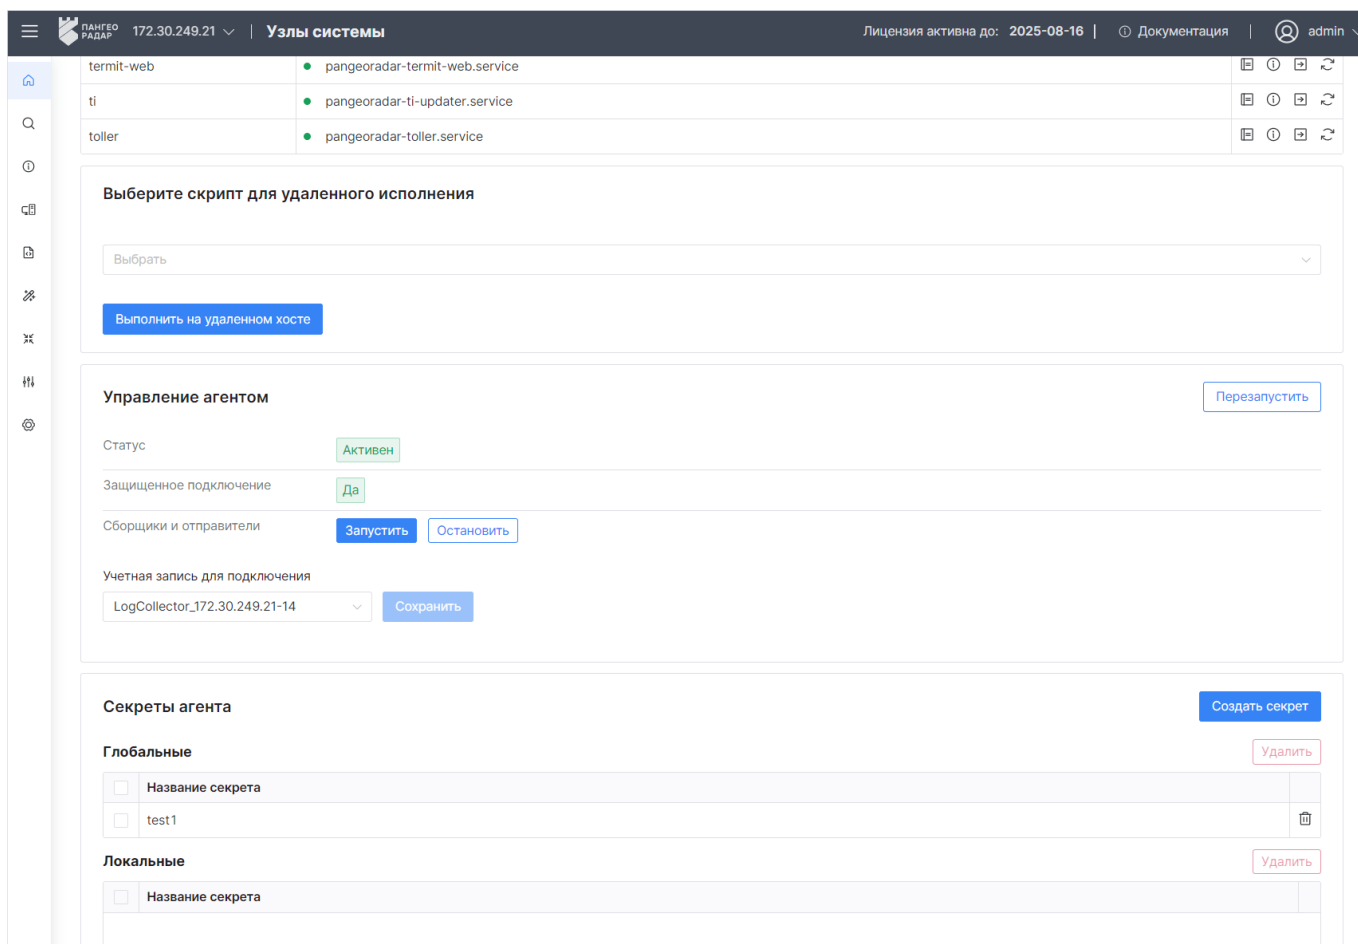 ПАНГЕО РАДАР 172.30.249.21 Узлы системы Лицензия активна до: 2025-08-16 Документация admin
termit-web pangeoradar-termit-web.service
ti pangeoradar-ti-updater.service
toller pangeoradar-toller.service
Выберите скрипт для удаленного исполнения
Выбрать
Выполнить на удаленном хосте
Управление агентом Перезапустить
Статус Активен
Защищенное подключение Да
Сборщики и отправители Запустить Остановить
Учетная запись для подключения
LogCollector_172.30.249.21-14 Сохранить
Секреты агента Создать секрет
Глобальные Удалить
Название секрета
test1
Локальные Удалить
Название секрета